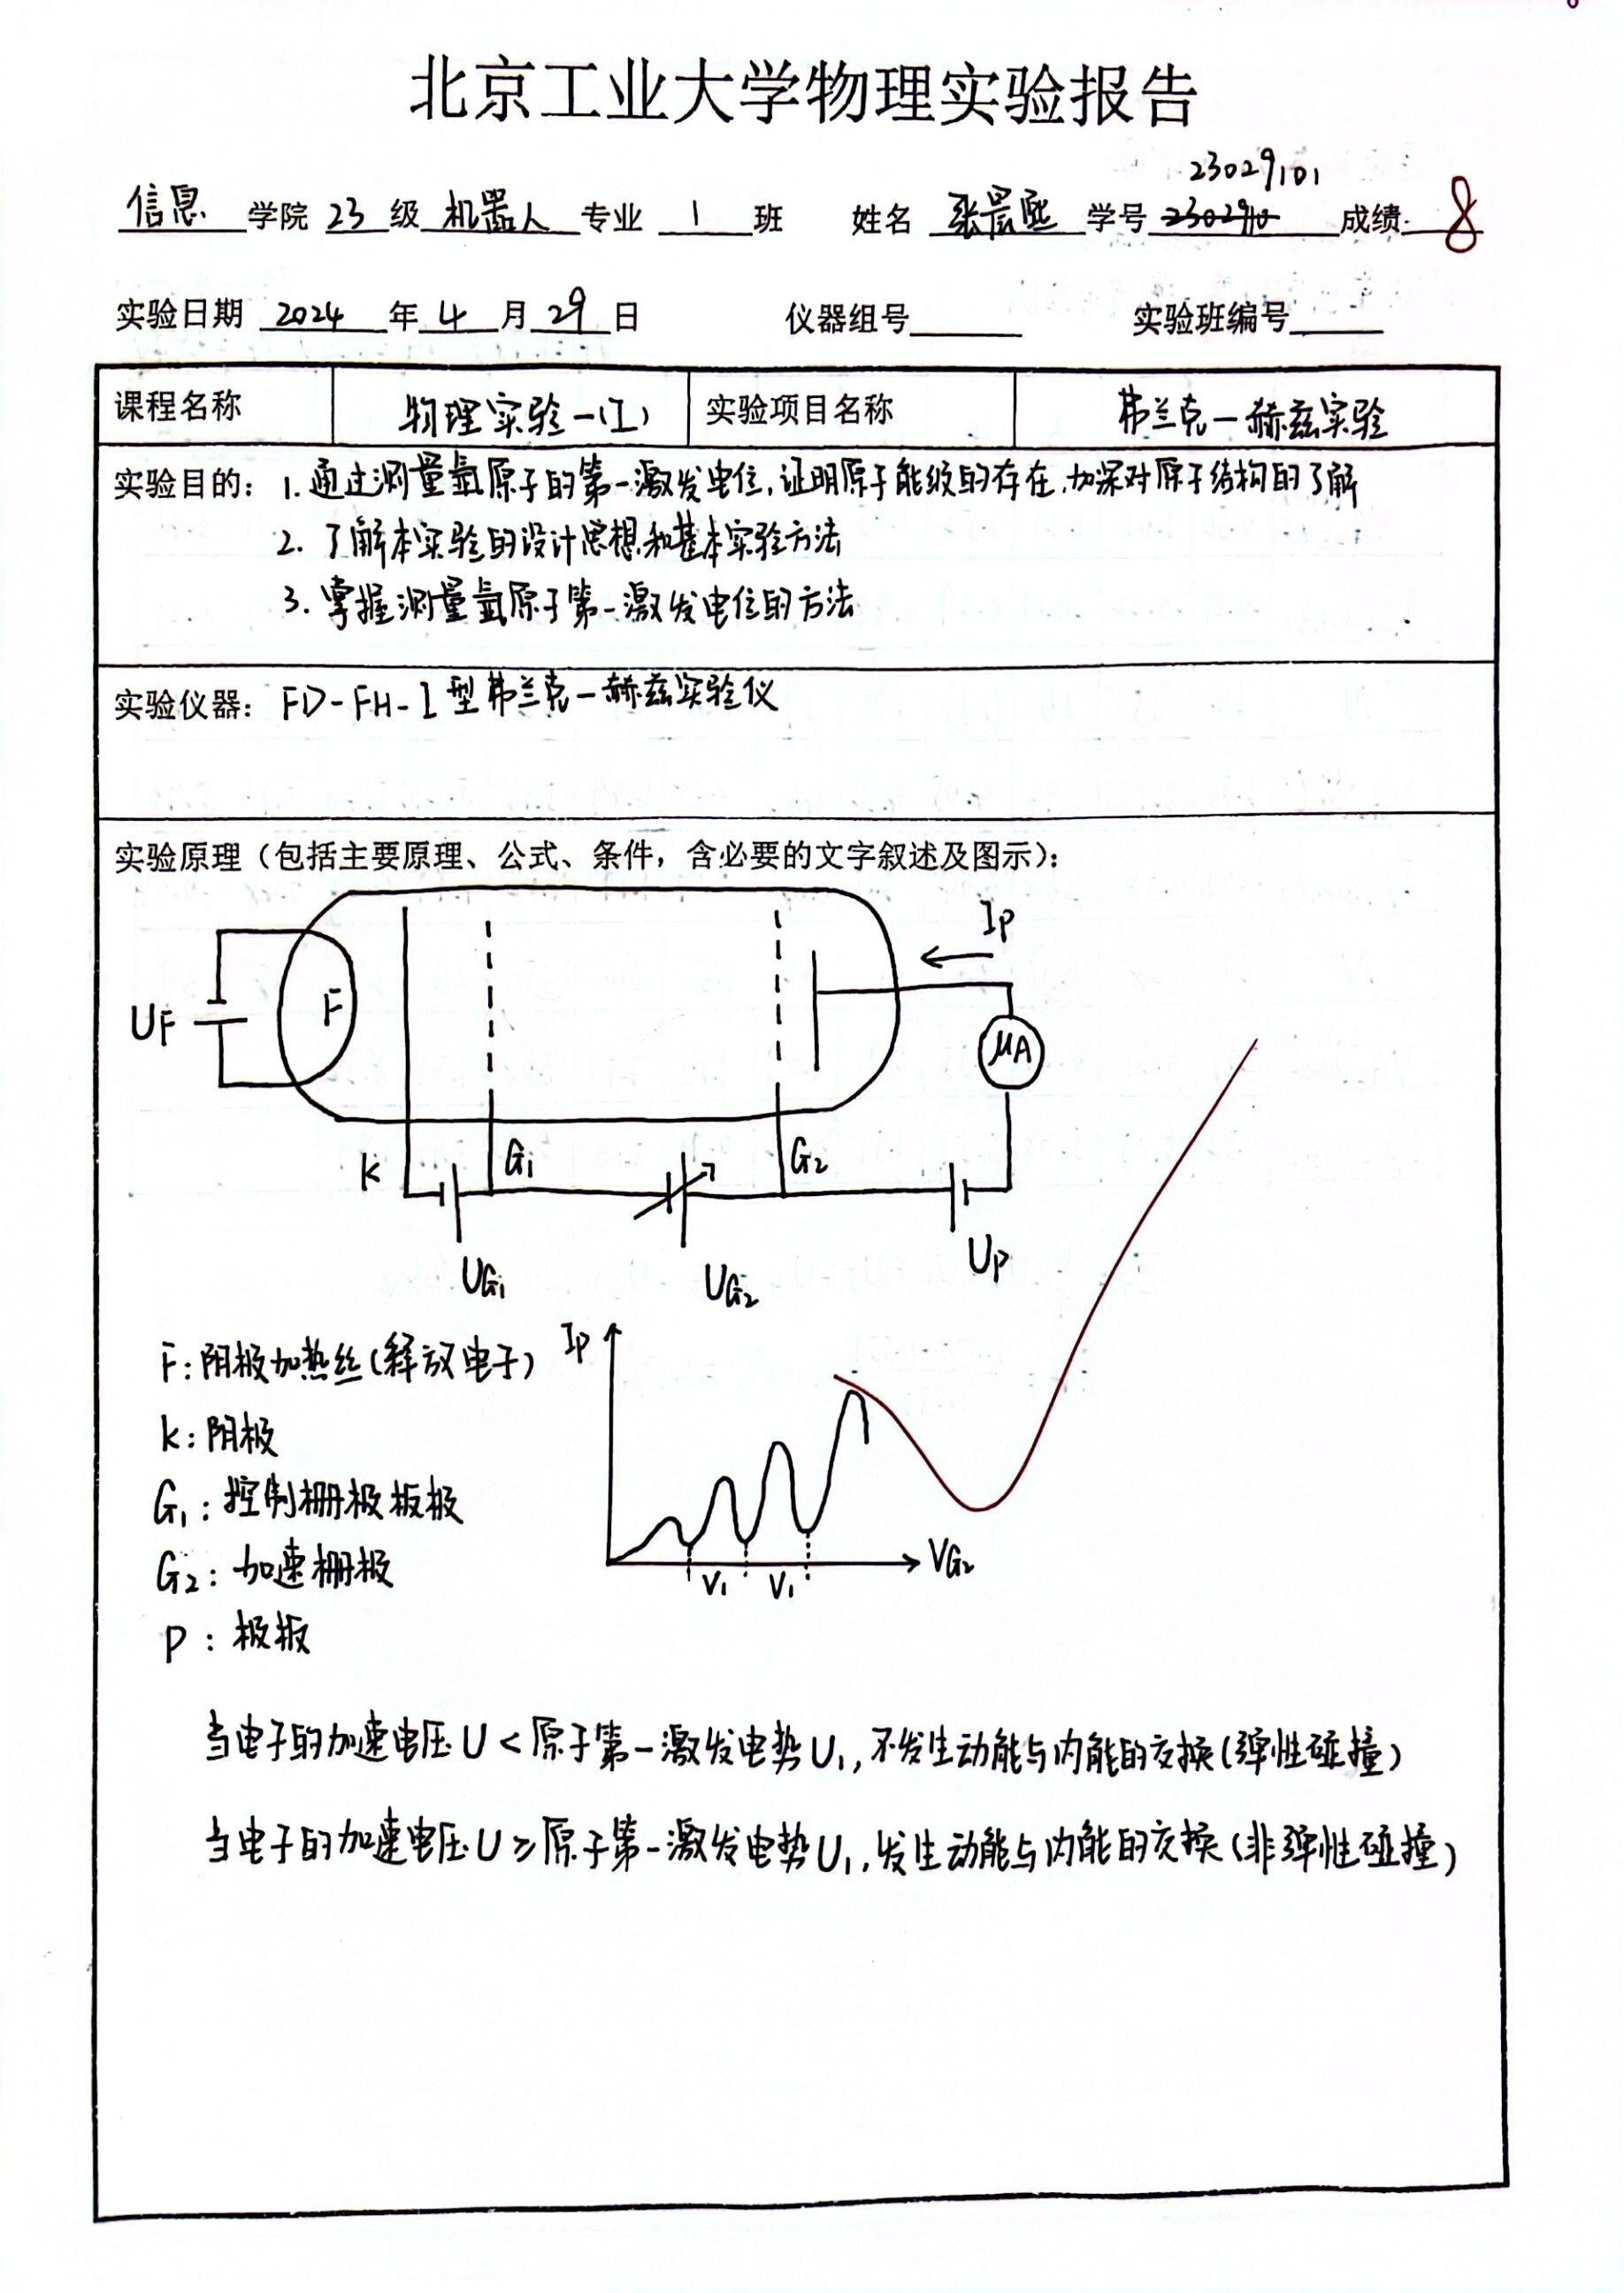 北京工业大学物理实验报告
23029101
信息 学院 23 级 机器人 专业 1 班 姓名 张晨熙 学号 2302910 成绩: 8
实验日期 2024 年 4 月 29 日 仪器组号 实验班编号
课程名称 物理实验一(I) 实验项目名称 弗兰克一赫兹实验
实验目的: 1.通过测量氩原子的第一激发电位,证明原子能级的存在,加深对原子结构的了解
2. 了解本实验的设计思想和基本实验方法
3. 掌握测量氩原子第一激发电位的方法
实验仪器: FD-FH-I型弗兰克一赫兹实验仪
实验原理(包括主要原理、公式、条件,含必要的文字叙述及图示):
IP
F
UF
μA
K
G1
G2
UG1
UG2
UP
F:阴极加热丝(释放电子)
IP
K:阴极
G1:控制栅极板极
G2:加速栅极
VG2
V1 V1
P:极板
当电子的加速电压U<原子第一激发电势U1,不发生动能与内能的交换(弹性碰撞)
当电子的加速电压U≥原子第一激发电势U1,发生动能与内能的交换(非弹性碰撞)